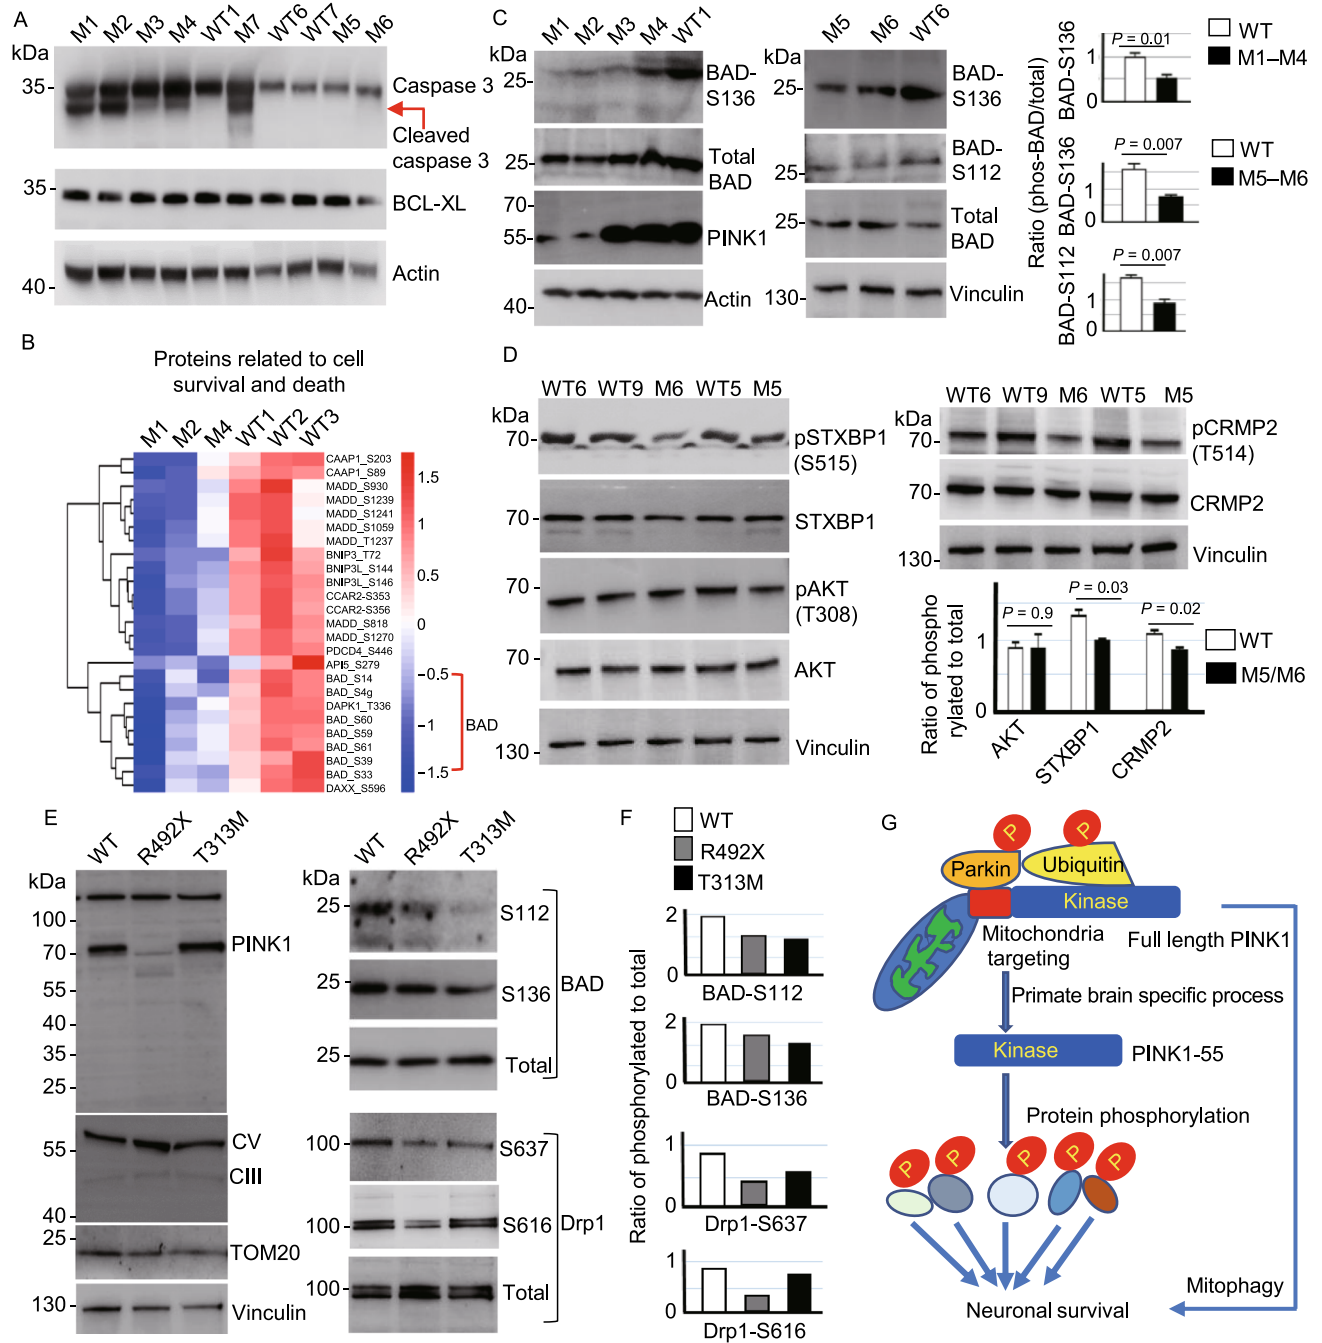 A
M1 M2 M3 M4 WT1 M7 WT6 WT7 M5 M6
kDa
35
Caspase 3
Cleaved
caspase 3
35
BCL-XL
Actin
40
B
Proteins related to cell
survival and death
M1 M2 M4 WT1 WT2 WT3
CAAP1_S203
CAAP1_S89
MADD_S930
MADD_S1239
MADD_S1241
MADD_S1059
MADD_T1237
BNIP3_T72
BNIP3L_S144
BNIP3L_S146
CCAR2-S353
CCAR2-S356
MADD_S818
MADD_S1270
PDCD4_S446
API5_S279
BAD_S14
BAD_S4g
DAPK1_T336
BAD_S60
BAD_S59
BAD_S61
BAD_S39
BAD_S33
DAXX_S596
1.5
1
0.5
0
−0.5
−1
−1.5
BAD
C
M1 M2 M3 M4 WT1
kDa
25
BAD-
S136
25
Total
BAD
70
55
PINK1
40
Actin
M5 M6 WT6
kDa
25
BAD-
S136
25
BAD-
S112
25
Total
BAD
130
Vinculin
Ratio (phos-BAD/total)
BAD-S136
P = 0.01
1
0
WT
M1–M4
BAD-S136
P = 0.007
1
0
WT
M5–M6
BAD-S112
P = 0.007
1
0
D
WT6 WT9 M6 WT5 M5
kDa
70
pSTXBP1
(S515)
70
STXBP1
70
pAKT
(T308)
70
AKT
130
Vinculin
WT6 WT9 M6 WT5 M5
kDa
70
pCRMP2
(T514)
70
CRMP2
130
Vinculin
Ratio of phospho
rylated to total
P = 0.9
P = 0.03
P = 0.02
1
0
AKT
STXBP1
CRMP2
WT
M5/M6
E
WT R492X T313M
kDa
100
70
55
40
35
25
PINK1
55
40
CV
CIII
25
TOM20
130
Vinculin
WT R492X T313M
kDa
25
S112
25
S136
25
Total
BAD
100
S637
100
S616
100
Total
Drp1
F
WT
R492X
T313M
Ratio of phosphorylated to total
2
0
BAD-S112
2
0
BAD-S136
1
0
Drp1-S637
1
0
Drp1-S616
G
P
P
Parkin
Ubiquitin
Kinase
Mitochondria
targeting
Full length PINK1
Primate brain specific process
Kinase
PINK1-55
Protein phosphorylation
P P P P P
Mitophagy
Neuronal survival